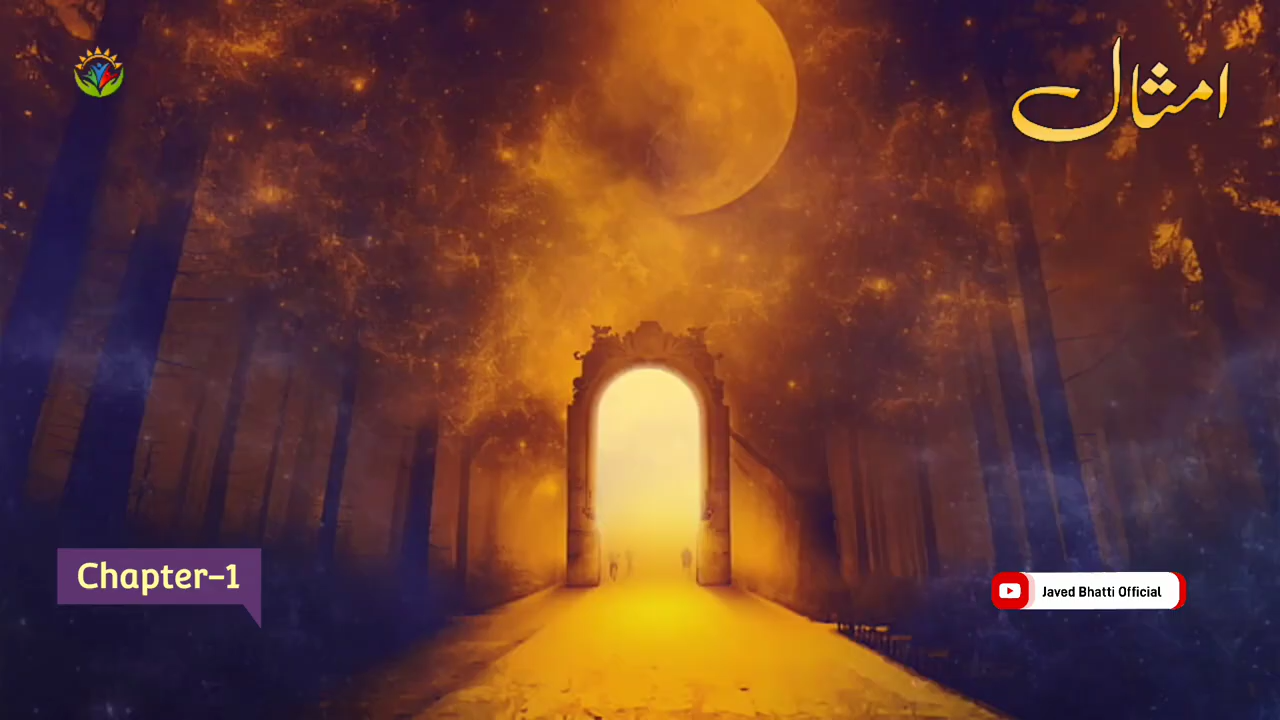 امثال
Chapter-1
Javed Bhatti Official